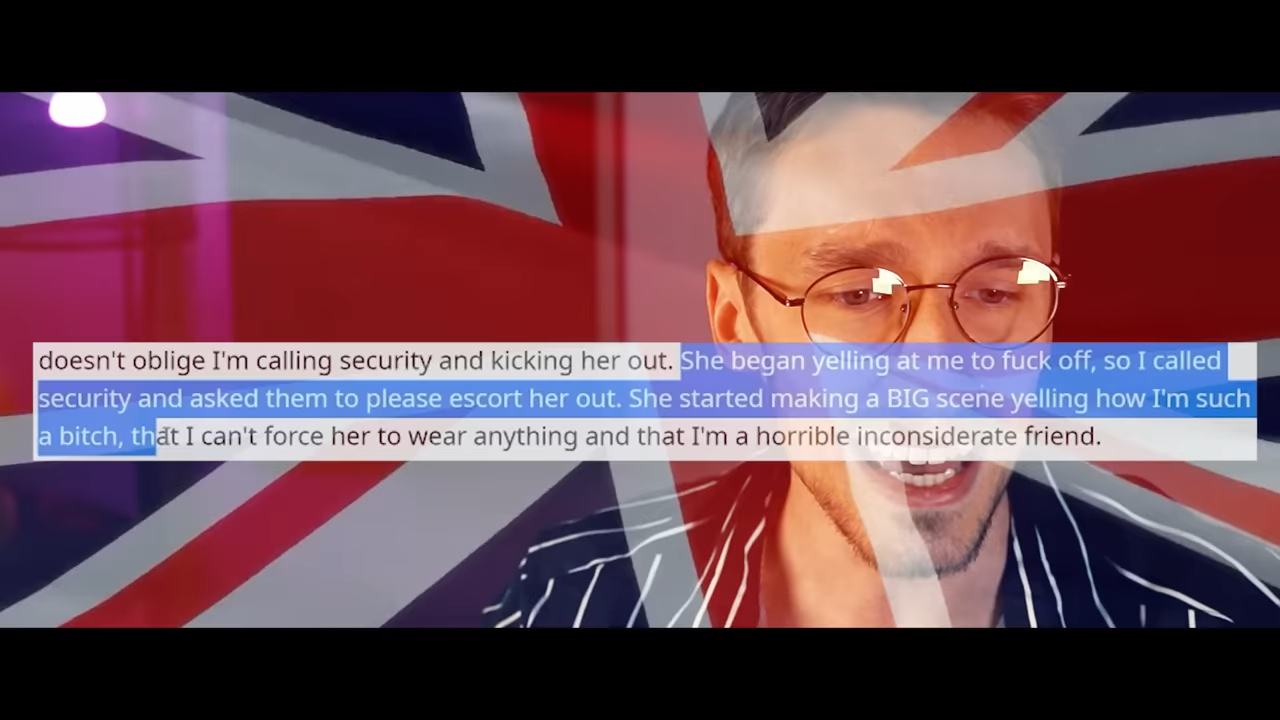 doesn't oblige I'm calling security and kicking her out. She began yelling at me to fuck off, so I called
security and asked them to please escort her out. She started making a BIG scene yelling how I'm such
a bitch, that I can't force her to wear anything and that I'm a horrible inconsiderate friend.